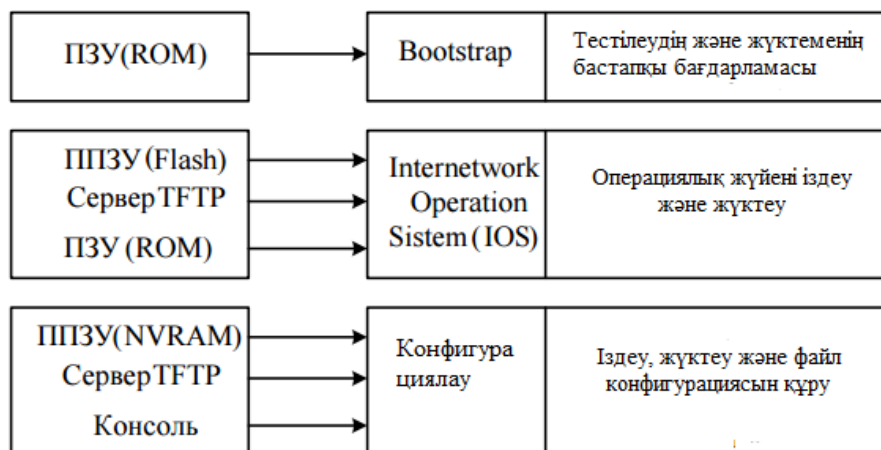 ПЗУ(ROM)
Bootstrap
Тестілеудің және жүктеменің
бастапқы бағдарламасы
ППЗУ(Flash)
Сервер TFTP
ПЗУ (ROM)
Internetwork
Operation
Sistem (IOS)
Операциялық жүйені іздеу
және жүктеу
ППЗУ(NVRAM)
Сервер TFTP
Консоль
Конфигура
циялау
Іздеу, жүктеу және файл
конфигурациясын құру